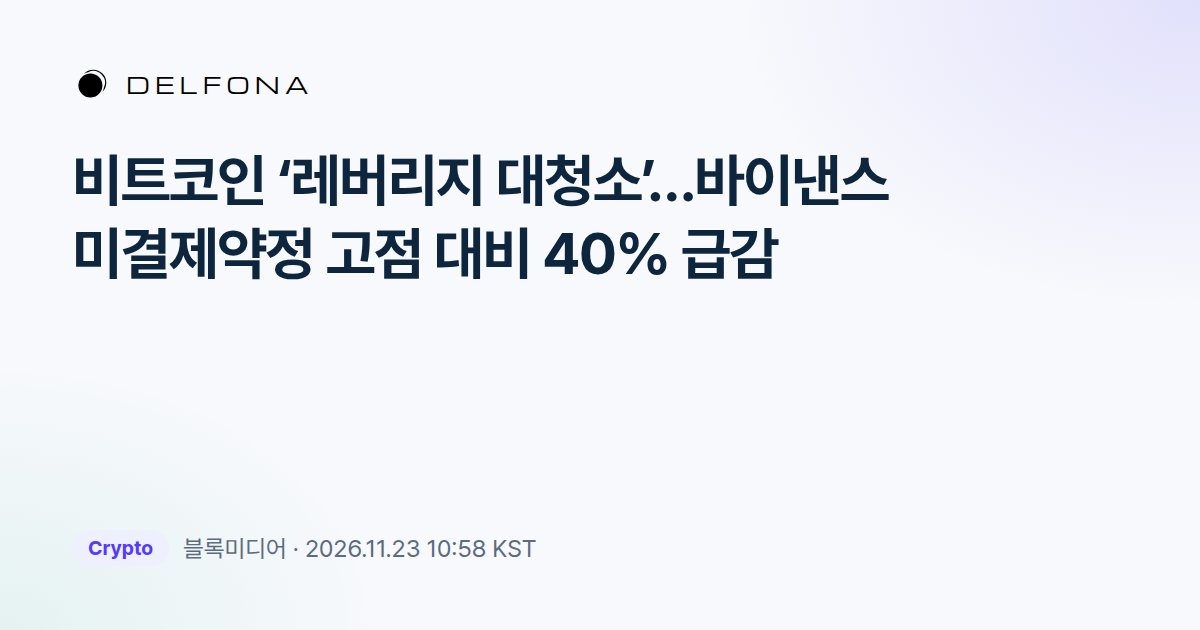 DELFONA
비트코인 ‘레버리지 대청소’…바이낸스
미결제약정 고점 대비 40% 급감
Crypto 블록미디어 · 2026.11.23 10:58 KST